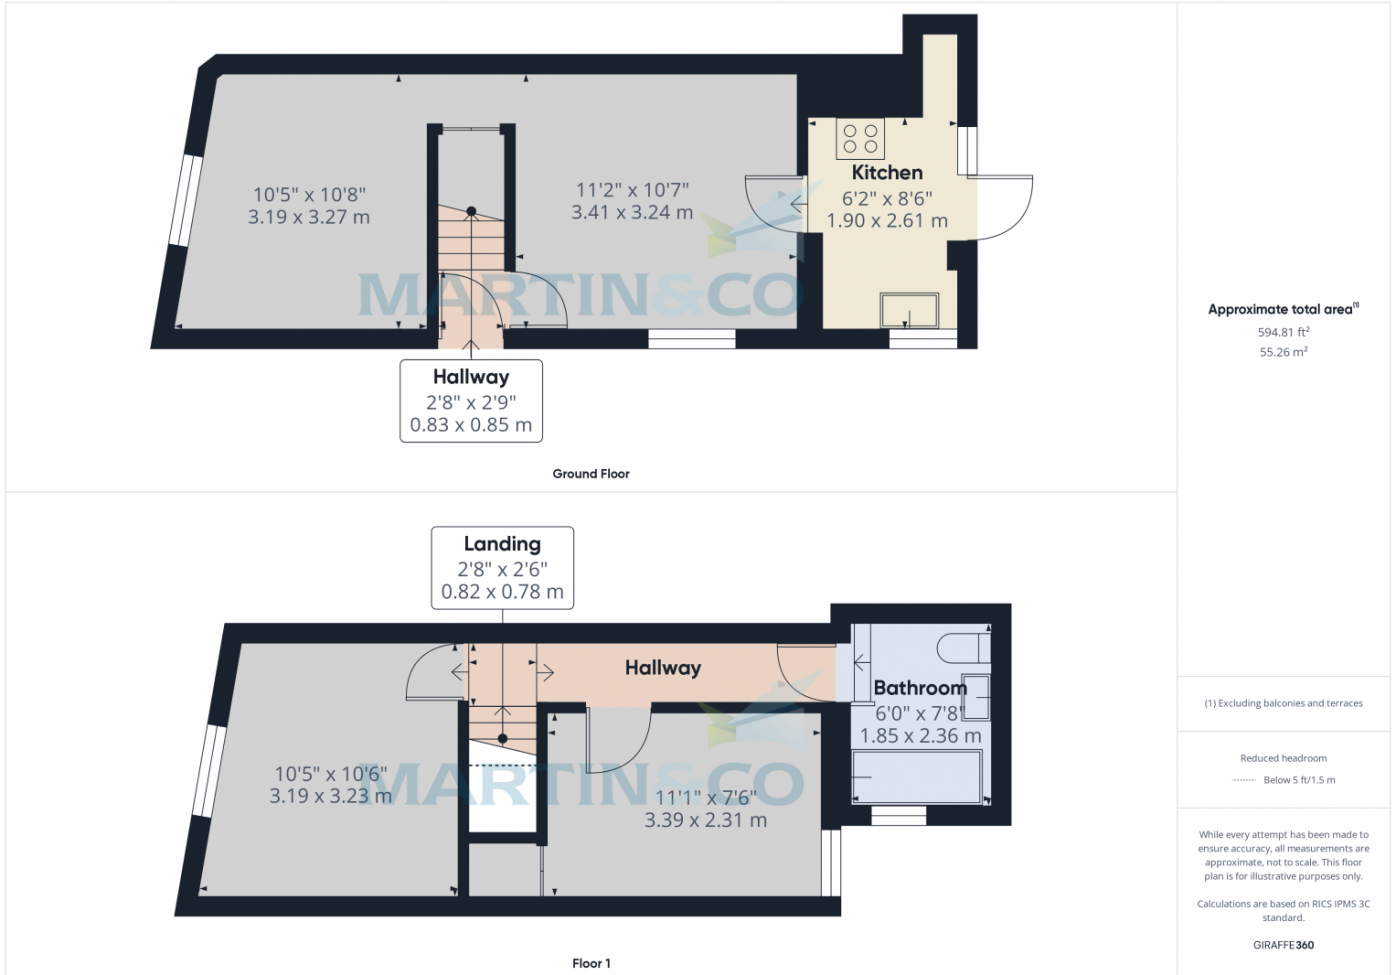 10'5" x 10'8"
3.19 x 3.27 m
11'2" x 10'7"
3.41 x 3.24 m
Kitchen
6'2" x 8'6"
1.90 x 2.61 m
MARTIN&CO
Hallway
2'8" x 2'9"
0.83 x 0.85 m
Ground Floor
Landing
2'8" x 2'6"
0.82 x 0.78 m
Hallway
Bathroom
6'0" x 7'8"
1.85 x 2.36 m
10'5" x 10'6"
3.19 x 3.23 m
11'1" x 7'6"
3.39 x 2.31 m
MARTIN&CO
Floor 1
Approximate total area(1)
594.81 ft²
55.26 m²
(1) Excluding balconies and terraces
Reduced headroom
Below 5 ft/1.5 m
While every attempt has been made to
ensure accuracy, all measurements are
approximate, not to scale. This floor
plan is for illustrative purposes only.
Calculations are based on RICS IPMS 3C
standard.
GIRAFFE360